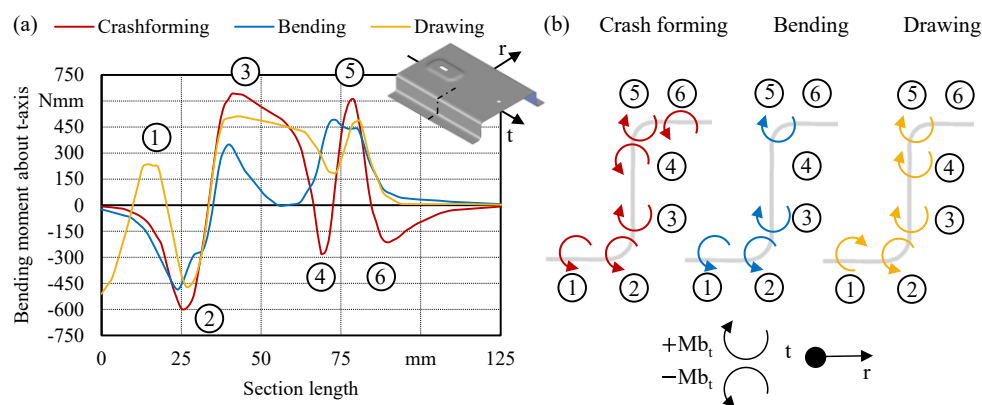 (a) Crashforming Bending Drawing
Bending moment about t-axis
750
Nmm
450
300
150
0
-150
-300
-450
-600
-750
0 25 50 75 mm 125
Section length
① ② ③ ④ ⑤ ⑥
r
t
(b) Crash forming Bending Drawing
⑤ ⑥ ④ ③ ① ②
⑤ ⑥ ④ ③ ① ②
⑤ ⑥ ④ ③ ① ②
+Mbₜ
−Mbₜ
t
r